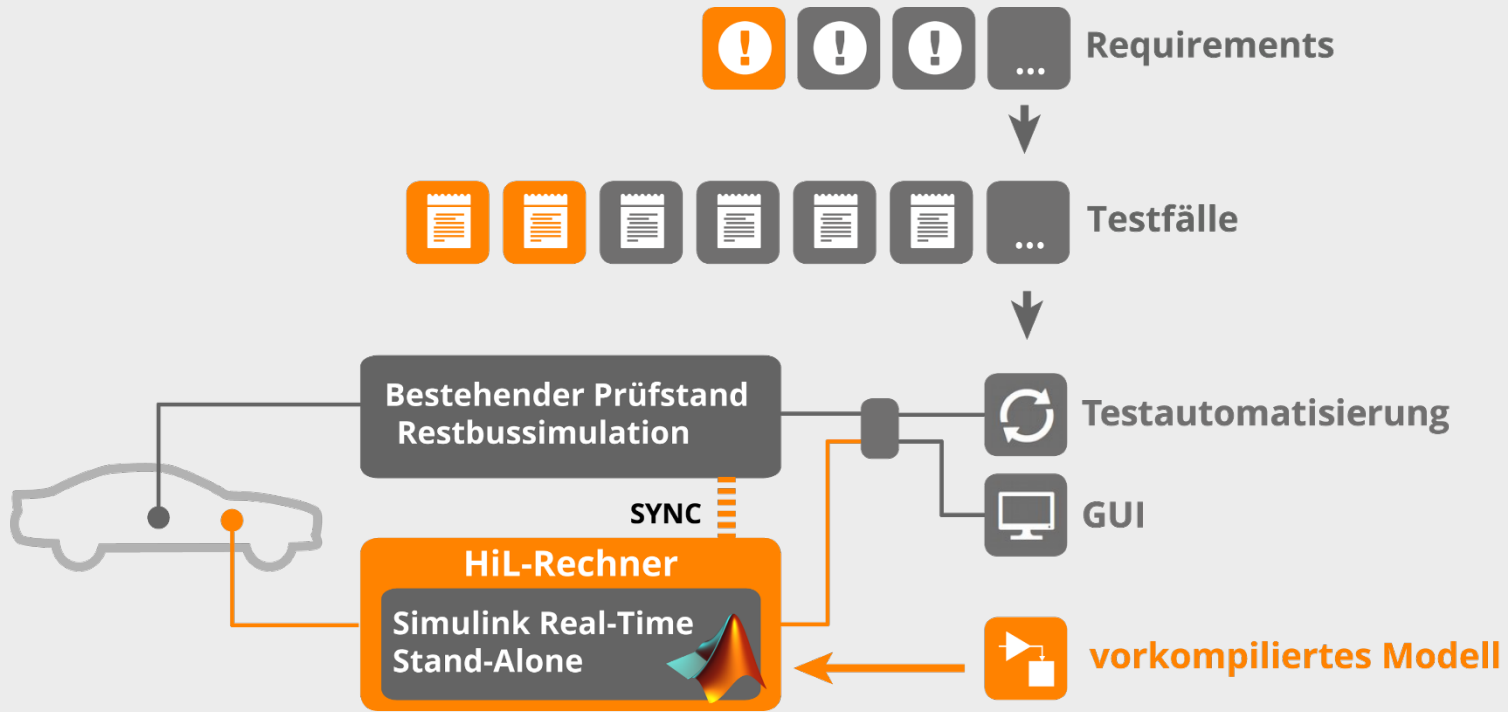 Requirements
...
Testfälle
...
Bestehender Prüfstand
Restbussimulation
Testautomatisierung
SYNC
GUI
HiL-Rechner
Simulink Real-Time
Stand-Alone
vorkompiliertes Modell